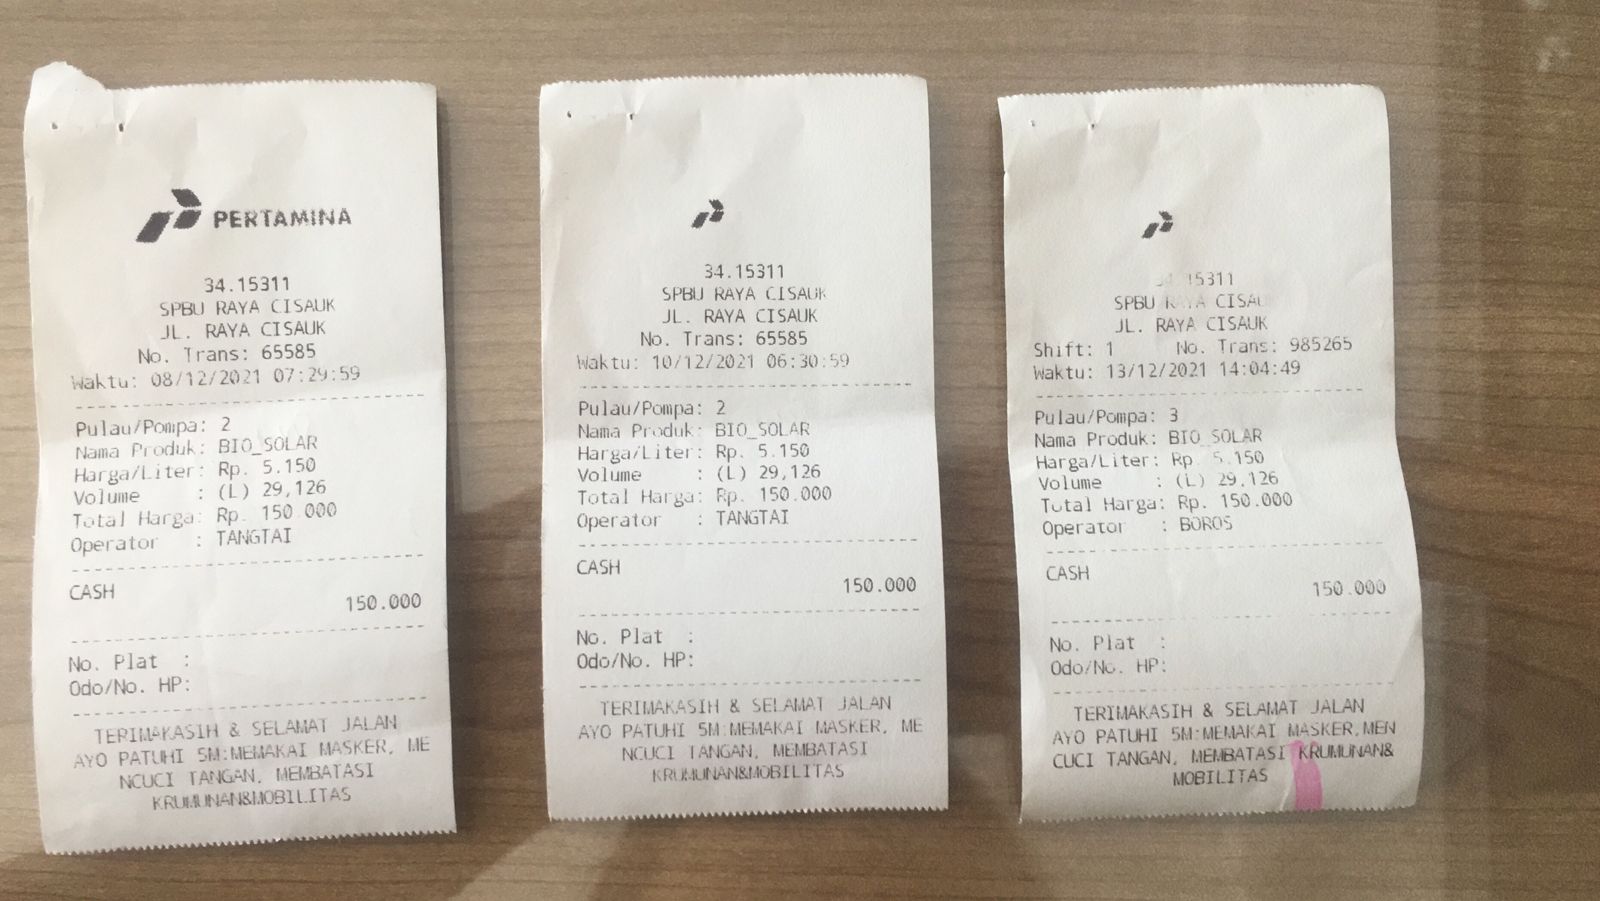 PERTAMINA
34.15311
SPBU RAYA CISAUK
JL. RAYA CISAUK
No. Trans: 65585
Waktu: 08/12/2021 07:29:59
Pulau/Pompa: 2
Nama Produk: BIO_SOLAR
Harga/Liter: Rp. 5.150
Volume : (L) 29,126
Total Harga: Rp. 150.000
Operator : TANGTAI
CASH
150.000
No. Plat :
Odo/No. HP:
TERIMAKASIH & SELAMAT JALAN
AYO PATUHI 5M:MEMAKAI MASKER, ME
NCUCI TANGAN, MEMBATASI
KRUMUNAN&MOBILITAS
34.15311
SPBU RAYA CISAUK
JL. RAYA CISAUK
No. Trans: 65585
Waktu: 10/12/2021 06:30:59
Pulau/Pompa: 2
Nama Produk: BIO_SOLAR
Harga/Liter: Rp. 5.150
Volume : (L) 29,126
Total Harga: Rp. 150.000
Operator : TANGTAI
CASH
150.000
No. Plat :
Odo/No. HP:
TERIMAKASIH & SELAMAT JALAN
AYO PATUHI 5M:MEMAKAI MASKER, ME
NCUCI TANGAN, MEMBATASI
KRUMUNAN&MOBILITAS
34.15311
SPBU RAYA CISAU
JL. RAYA CISAUK
Shift: 1 No. Trans: 985265
Waktu: 13/12/2021 14:04:49
Pulau/Pompa: 3
Nama Produk: BIO_SOLAR
Harga/Liter: Rp. 5.150
Volume : (L) 29,126
Total Harga: Rp. 150.000
Operator : BOROS
CASH
150.000
No. Plat :
Odo/No. HP:
TERIMAKASIH & SELAMAT JALAN
AYO PATUHI 5M:MEMAKAI MASKER,MEN
CUCI TANGAN, MEMBATASI KRUMUNAN&
MOBILITAS